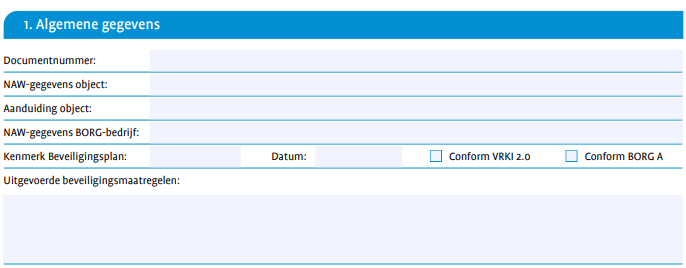 1. Algemene gegevens
Documentnummer:
NAW-gegevens object:
Aanduiding object:
NAW-gegevens BORG-bedrijf:
Kenmerk Beveiligingsplan: Datum: Conform VRKI 2.0 Conform BORG A
Uitgevoerde beveiligingsmaatregelen: